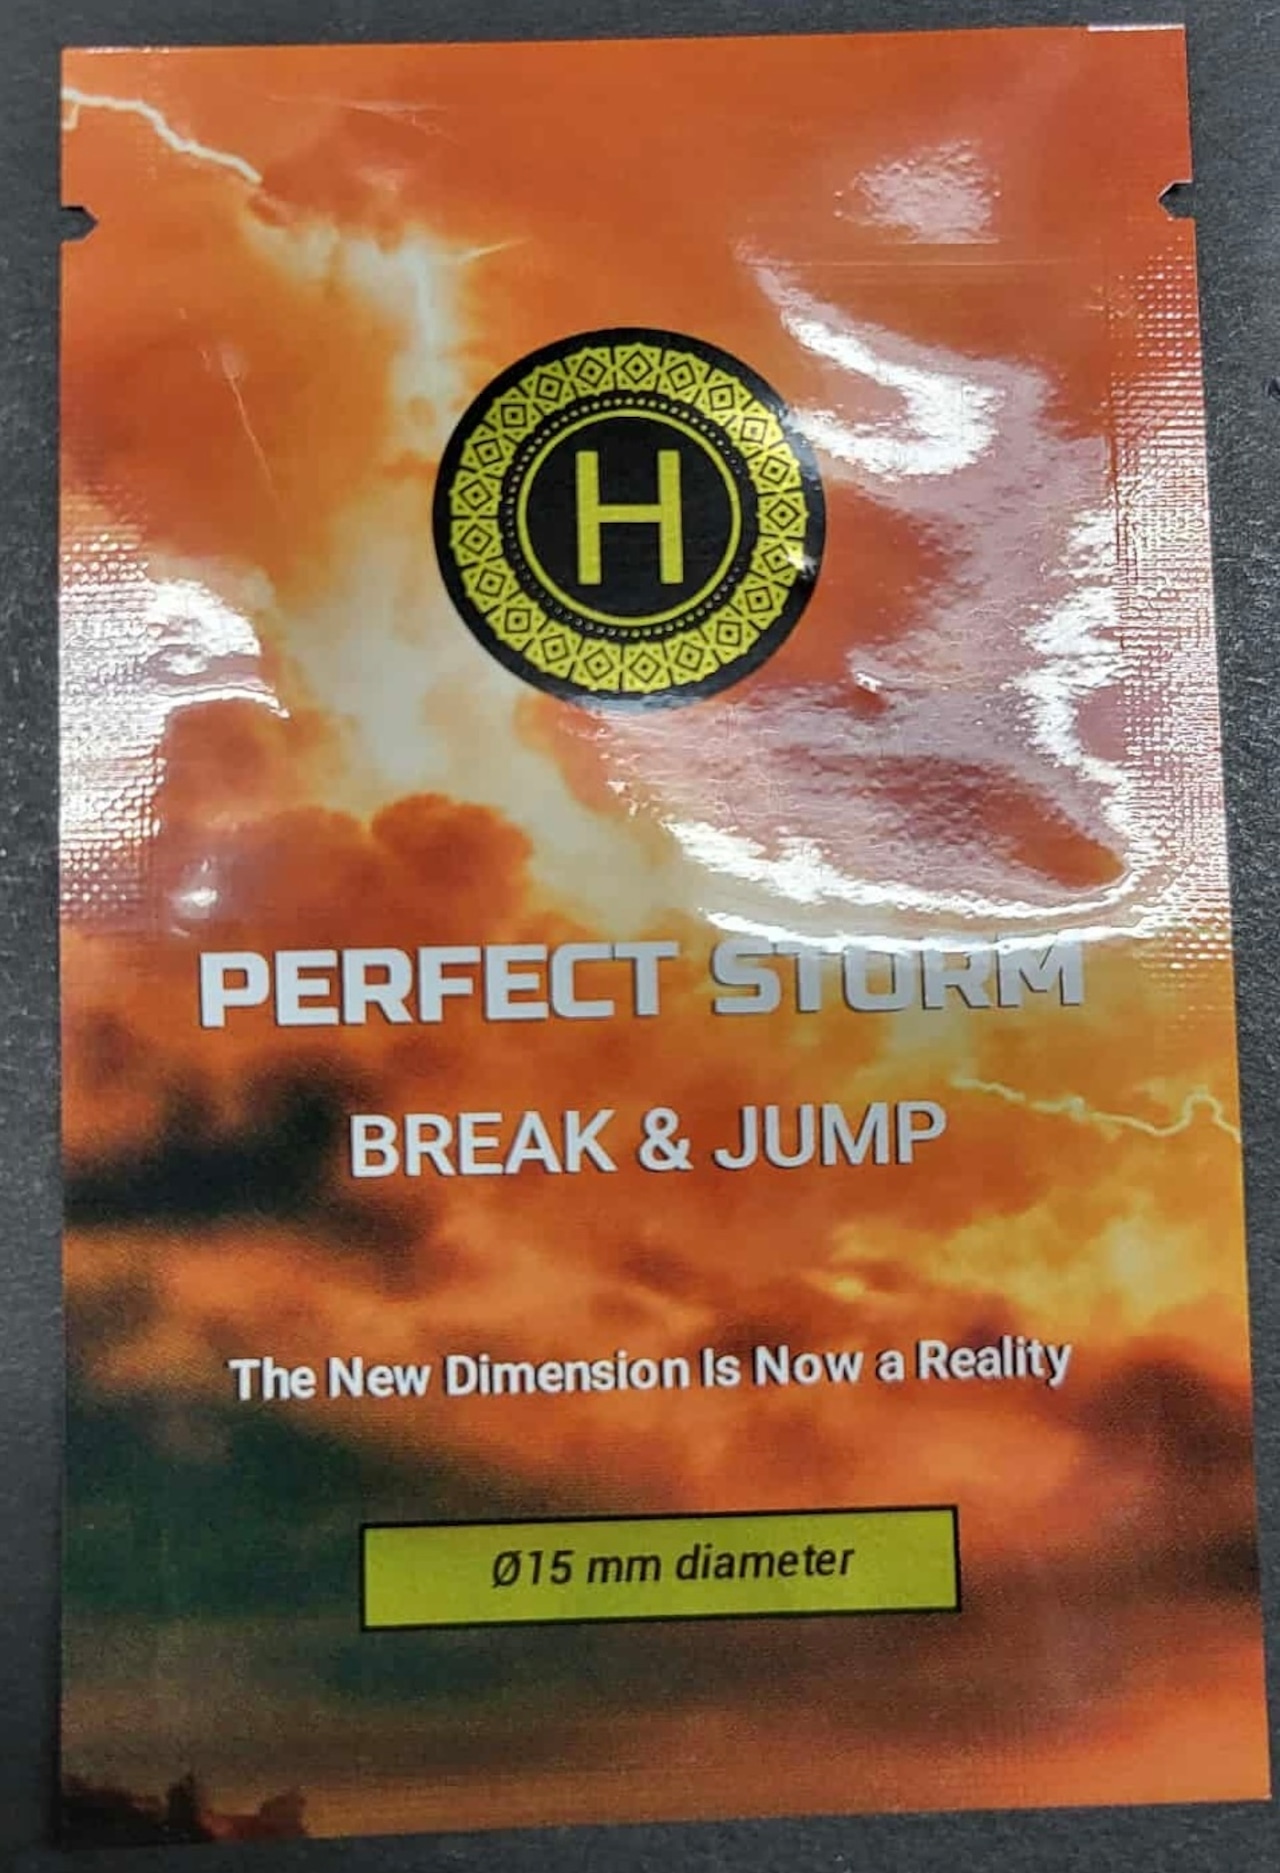 H
PERFECT STORM
BREAK & JUMP
The New Dimension Is Now a Reality
Ø15 mm diameter